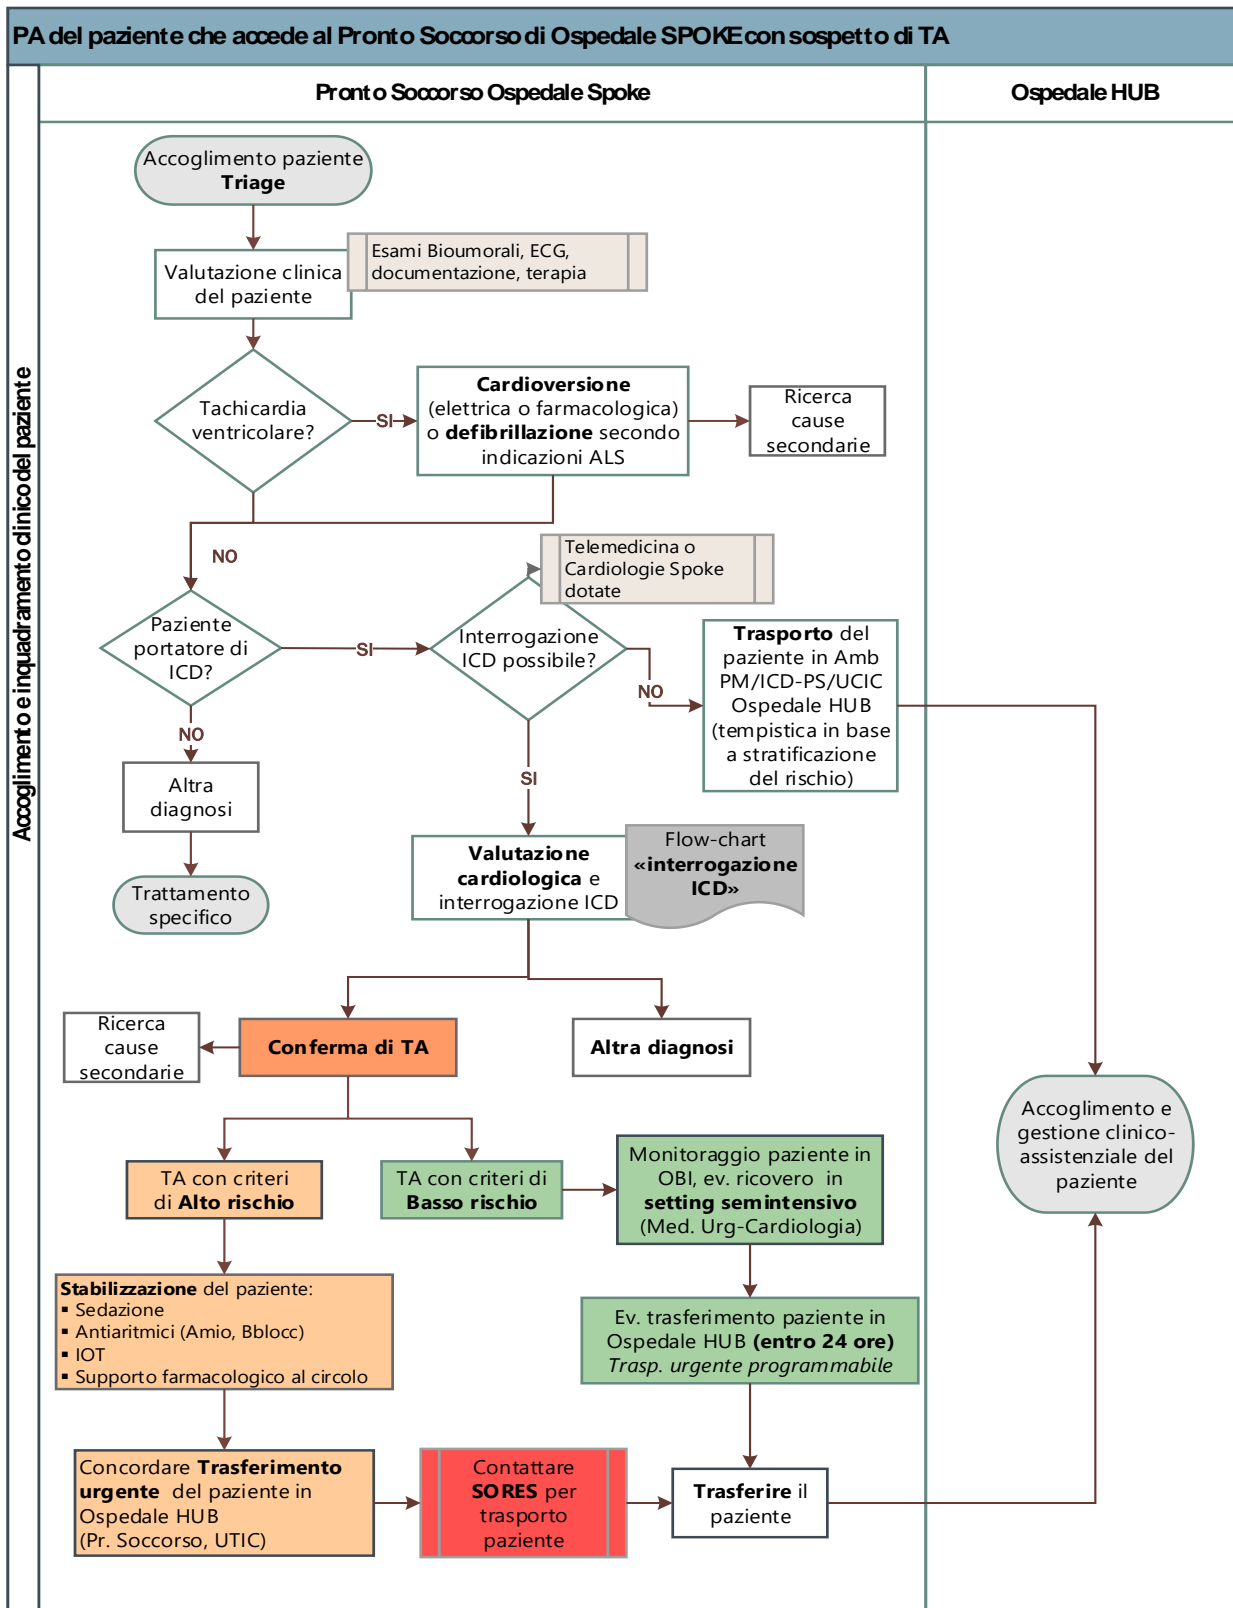 PA del paziente che accede al Pronto Soccorso di Ospedale SPOKE con sospetto di TA
Pronto Soccorso Ospedale Spoke
Ospedale HUB
Accoglimento e inquadramento clinico del paziente
Accoglimento paziente
Triage
Valutazione clinica
del paziente
Esami Bioumorali, ECG,
documentazione, terapia
Tachicardia
ventricolare?
SI
Cardioversione
(elettrica o farmacologica)
o defibrillazione secondo
indicazioni ALS
Ricerca
cause
secondarie
NO
Telemedicina o
Cardiologie Spoke
dotate
Paziente
portatore di
ICD?
SI
Interrogazione
ICD possibile?
NO
Trasporto del
paziente in Amb
PM/ICD-PS/UCIC
Ospedale HUB
(tempistica in base
a stratificazione
del rischio)
NO
SI
Altra
diagnosi
Trattamento
specifico
Valutazione
cardiologica e
interrogazione ICD
Flow-chart
«interrogazione
ICD»
Ricerca
cause
secondarie
Conferma di TA
Altra diagnosi
Accoglimento e
gestione clinico-
assistenziale del
paziente
TA con criteri
di Alto rischio
TA con criteri di
Basso rischio
Monitoraggio paziente in
OBI, ev. ricovero in
setting semintensivo
(Med. Urg-Cardiologia)
Stabilizzazione del paziente:
▪ Sedazione
▪ Antiaritmici (Amio, Bblocc)
▪ IOT
▪ Supporto farmacologico al circolo
Ev. trasferimento paziente in
Ospedale HUB (entro 24 ore)
Trasp. urgente programmabile
Concordare Trasferimento
urgente del paziente in
Ospedale HUB
(Pr. Soccorso, UTIC)
Contattare
SORES per
trasporto
paziente
Trasferire il
paziente